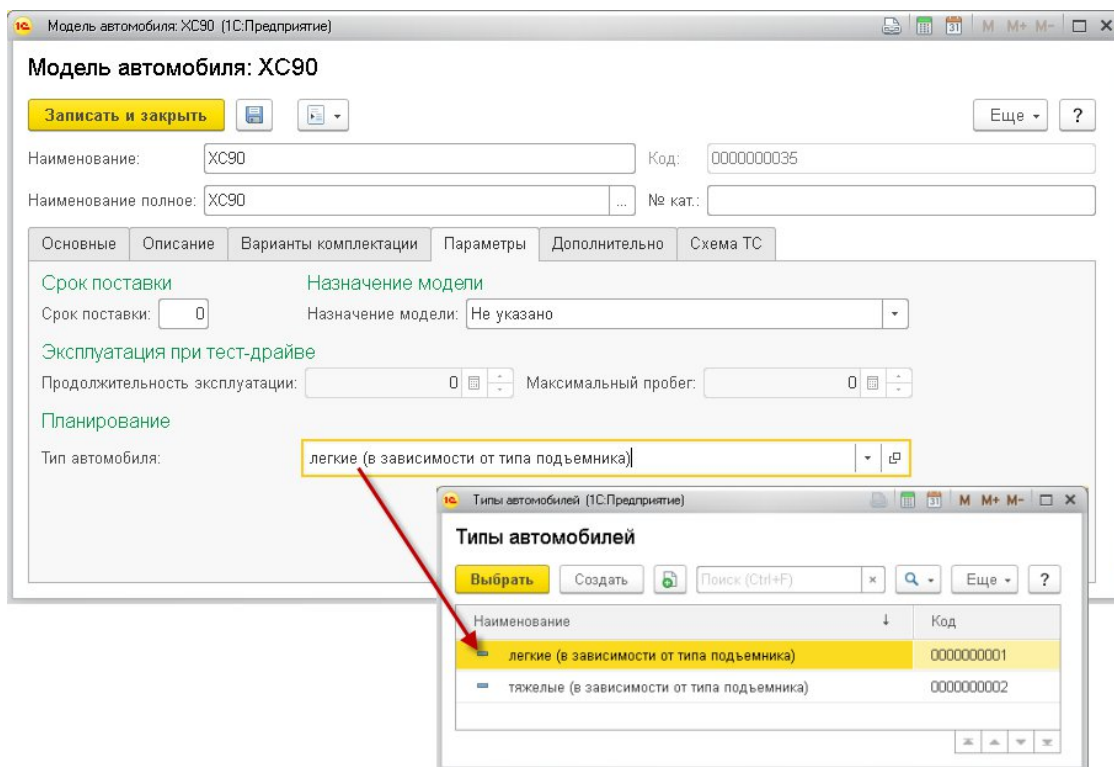 1С Модель автомобиля: XC90 (1С:Предприятие) 31 M M+ M-
Модель автомобиля: XC90
Записать и закрыть Еще ?
Наименование: XC90 Код: 0000000035
Наименование полное: XC90 ... № кат.:
Основные Описание Варианты комплектации Параметры Дополнительно Схема ТС
Срок поставки Назначение модели
Срок поставки: 0 Назначение модели: Не указано
Эксплуатация при тест-драйве
Продолжительность эксплуатации: 0 Максимальный пробег: 0
Планирование
Тип автомобиля: легкие (в зависимости от типа подъемника)
1С Типы автомобилей (1С:Предприятие) 31 M M+ M-
Типы автомобилей
Выбрать Создать Поиск (Ctrl+F) × Еще ?
Наименование ↓ Код
легкие (в зависимости от типа подъемника) 0000000001
тяжелые (в зависимости от типа подъемника) 0000000002